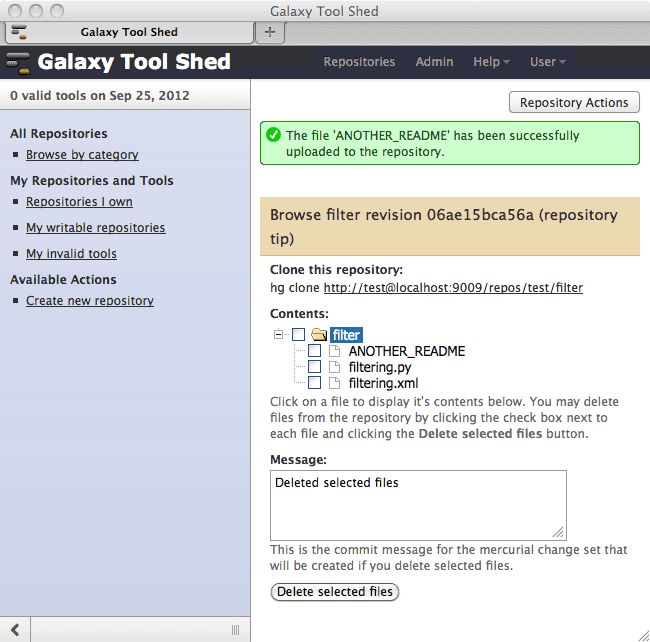 Galaxy Tool Shed
Galaxy Tool Shed
+
Galaxy Tool Shed
Repositories Admin Help User
0 valid tools on Sep 25, 2012
All Repositories
Browse by category
My Repositories and Tools
Repositories I own
My writable repositories
My invalid tools
Available Actions
Create new repository
Repository Actions
The file 'ANOTHER_README' has been successfully
uploaded to the repository.
Browse filter revision 06ae15bca56a (repository
tip)
Clone this repository:
hg clone http://test@localhost:9009/repos/test/filter
Contents:
filter
ANOTHER_README
filtering.py
filtering.xml
Click on a file to display it's contents below. You may delete
files from the repository by clicking the check box next to
each file and clicking the Delete selected files button.
Message:
Deleted selected files
This is the commit message for the mercurial change set that
will be created if you delete selected files.
Delete selected files